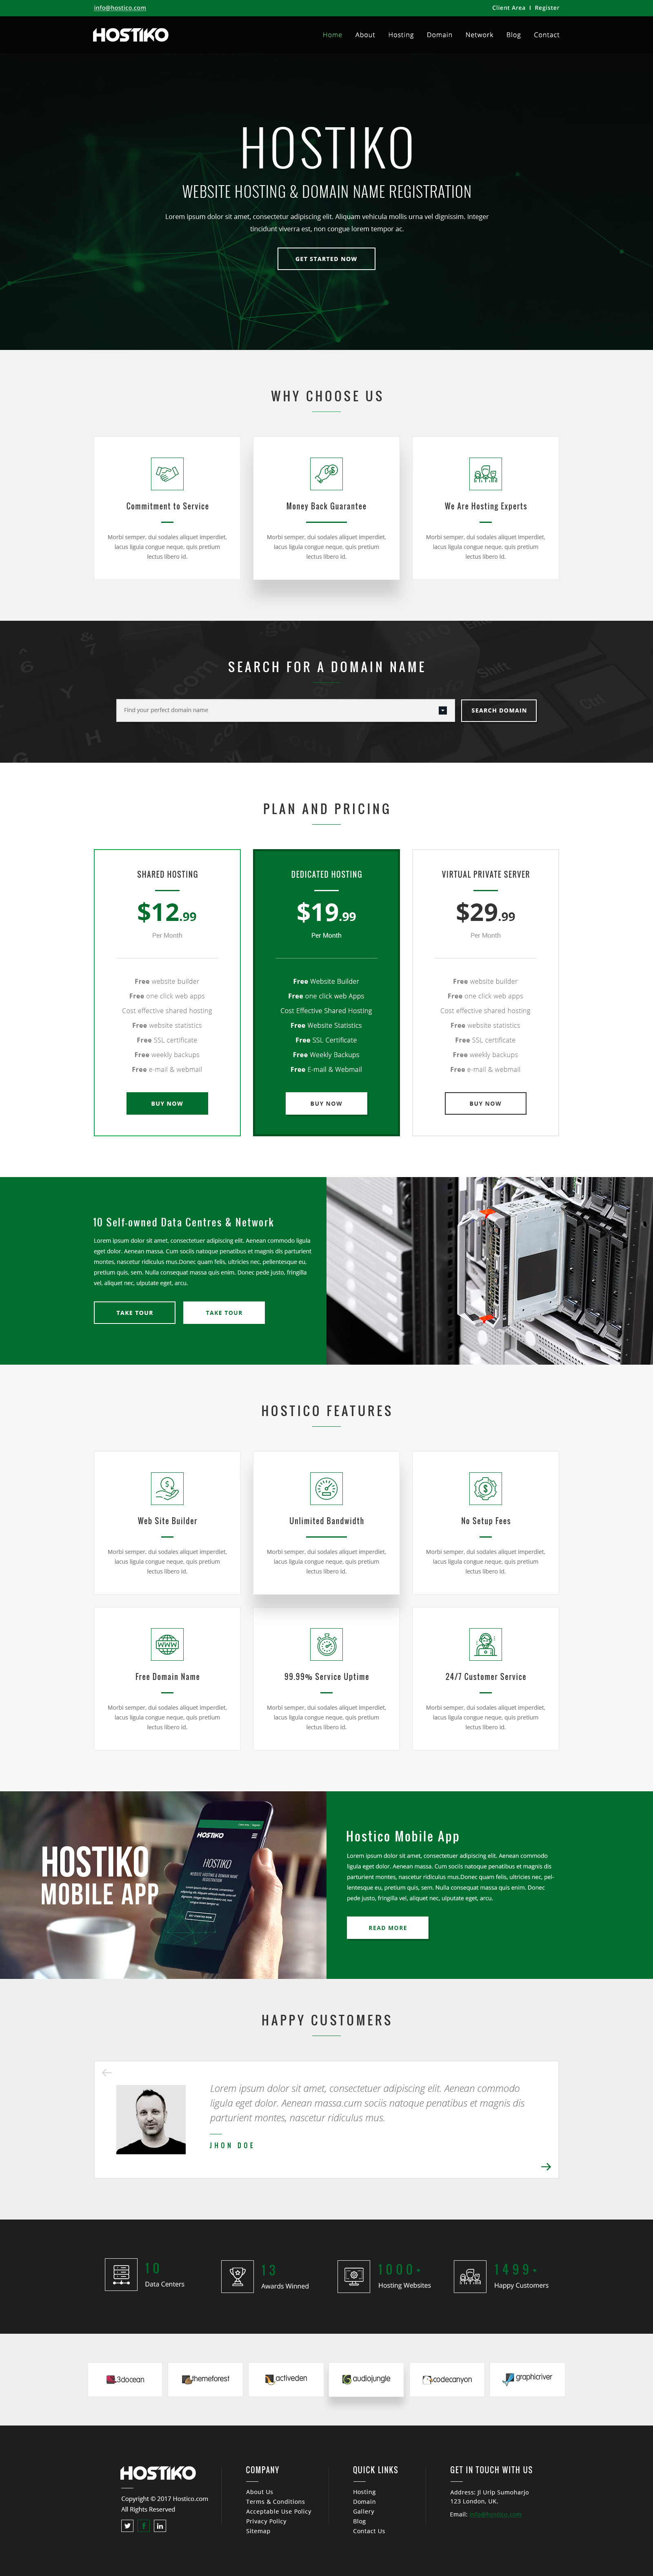 info@hostico.com
Client Area | Register
HOSTIKO
Home About Hosting Domain Network Blog Contact
HOSTIKO
WEBSITE HOSTING & DOMAIN NAME REGISTRATION
Lorem ipsum dolor sit amet, consectetur adipiscing elit. Aliquam vehicula mollis urna vel dignissim. Integer
tincidunt viverra est, non congue lorem tempor ac.
GET STARTED NOW
WHY CHOOSE US
Commitment to Service
Morbi semper, dui sodales aliquet imperdiet,
lacus ligula congue neque, quis pretium
lectus libero id.
Money Back Guarantee
Morbi semper, dui sodales aliquet imperdiet,
lacus ligula congue neque, quis pretium
lectus libero id.
We Are Hosting Experts
Morbi semper, dui sodales aliquet imperdiet,
lacus ligula congue neque, quis pretium
lectus libero id.
SEARCH FOR A DOMAIN NAME
Find your perfect domain name
SEARCH DOMAIN
PLAN AND PRICING
SHARED HOSTING
$12.99
Per Month
Free website builder
Free one click web apps
Cost effective shared hosting
Free website statistics
Free SSL certificate
Free weekly backups
Free e-mail & webmail
BUY NOW
DEDICATED HOSTING
$19.99
Per Month
Free Website Builder
Free one click web Apps
Cost Effective Shared Hosting
Free Website Statistics
Free SSL Certificate
Free Weekly Backups
Free E-mail & Webmail
BUY NOW
VIRTUAL PRIVATE SERVER
$29.99
Per Month
Free website builder
Free one click web apps
Cost effective shared hosting
Free website statistics
Free SSL certificate
Free weekly backups
Free e-mail & webmail
BUY NOW
10 Self-owned Data Centres & Network
Lorem ipsum dolor sit amet, consectetuer adipiscing elit. Aenean commodo ligula
eget dolor. Aenean massa. Cum sociis natoque penatibus et magnis dis parturient
montes, nascetur ridiculus mus.Donec quam felis, ultricies nec, pellentesque eu,
pretium quis, sem. Nulla consequat massa quis enim. Donec pede justo, fringilla
vel, aliquet nec, ulputate eget, arcu.
TAKE TOUR
TAKE TOUR
HOSTICO FEATURES
Web Site Builder
Morbi semper, dui sodales aliquet imperdiet,
lacus ligula congue neque, quis pretium
lectus libero id.
Unlimited Bandwidth
Morbi semper, dui sodales aliquet imperdiet,
lacus ligula congue neque, quis pretium
lectus libero id.
No Setup Fees
Morbi semper, dui sodales aliquet imperdiet,
lacus ligula congue neque, quis pretium
lectus libero id.
WWW
Free Domain Name
Morbi semper, dui sodales aliquet imperdiet,
lacus ligula congue neque, quis pretium
lectus libero id.
99.99% Service Uptime
Morbi semper, dui sodales aliquet imperdiet,
lacus ligula congue neque, quis pretium
lectus libero id.
24/7 Customer Service
Morbi semper, dui sodales aliquet imperdiet,
lacus ligula congue neque, quis pretium
lectus libero id.
HOSTIKO
MOBILE APP
HOSTIKO
HOSTIKO
Hostico Mobile App
Lorem ipsum dolor sit amet, consectetuer adipiscing elit. Aenean commodo
ligula eget dolor. Aenean massa. Cum sociis natoque penatibus et magnis dis
parturient montes, nascetur ridiculus mus.Donec quam felis, ultricies nec, pel-
lentesque eu, pretium quis, sem. Nulla consequat massa quis enim. Donec
pede justo, fringilla vel, aliquet nec, ulputate eget, arcu.
READ MORE
HAPPY CUSTOMERS
Lorem ipsum dolor sit amet, consectetuer adipiscing elit. Aenean commodo
ligula eget dolor. Aenean massa.cum sociis natoque penatibus et magnis dis
parturient montes, nascetur ridiculus mus.
JHON DOE
10
Data Centers
13
Awards Winned
1000+
Hosting Websites
1499+
Happy Customers
3docean
themeforest
activeden
audiojungle
codecanyon
graphicriver
HOSTIKO
Copyright © 2017 Hostico.com
All Rights Reserved
COMPANY
About Us
Terms & Conditions
Acceptable Use Policy
Privacy Policy
Sitemap
QUICK LINKS
Hosting
Domain
Gallery
Blog
Contact Us
GET IN TOUCH WITH US
Address: Jl Urip Sumoharjo
123 London, UK.
Email: info@hostico.com